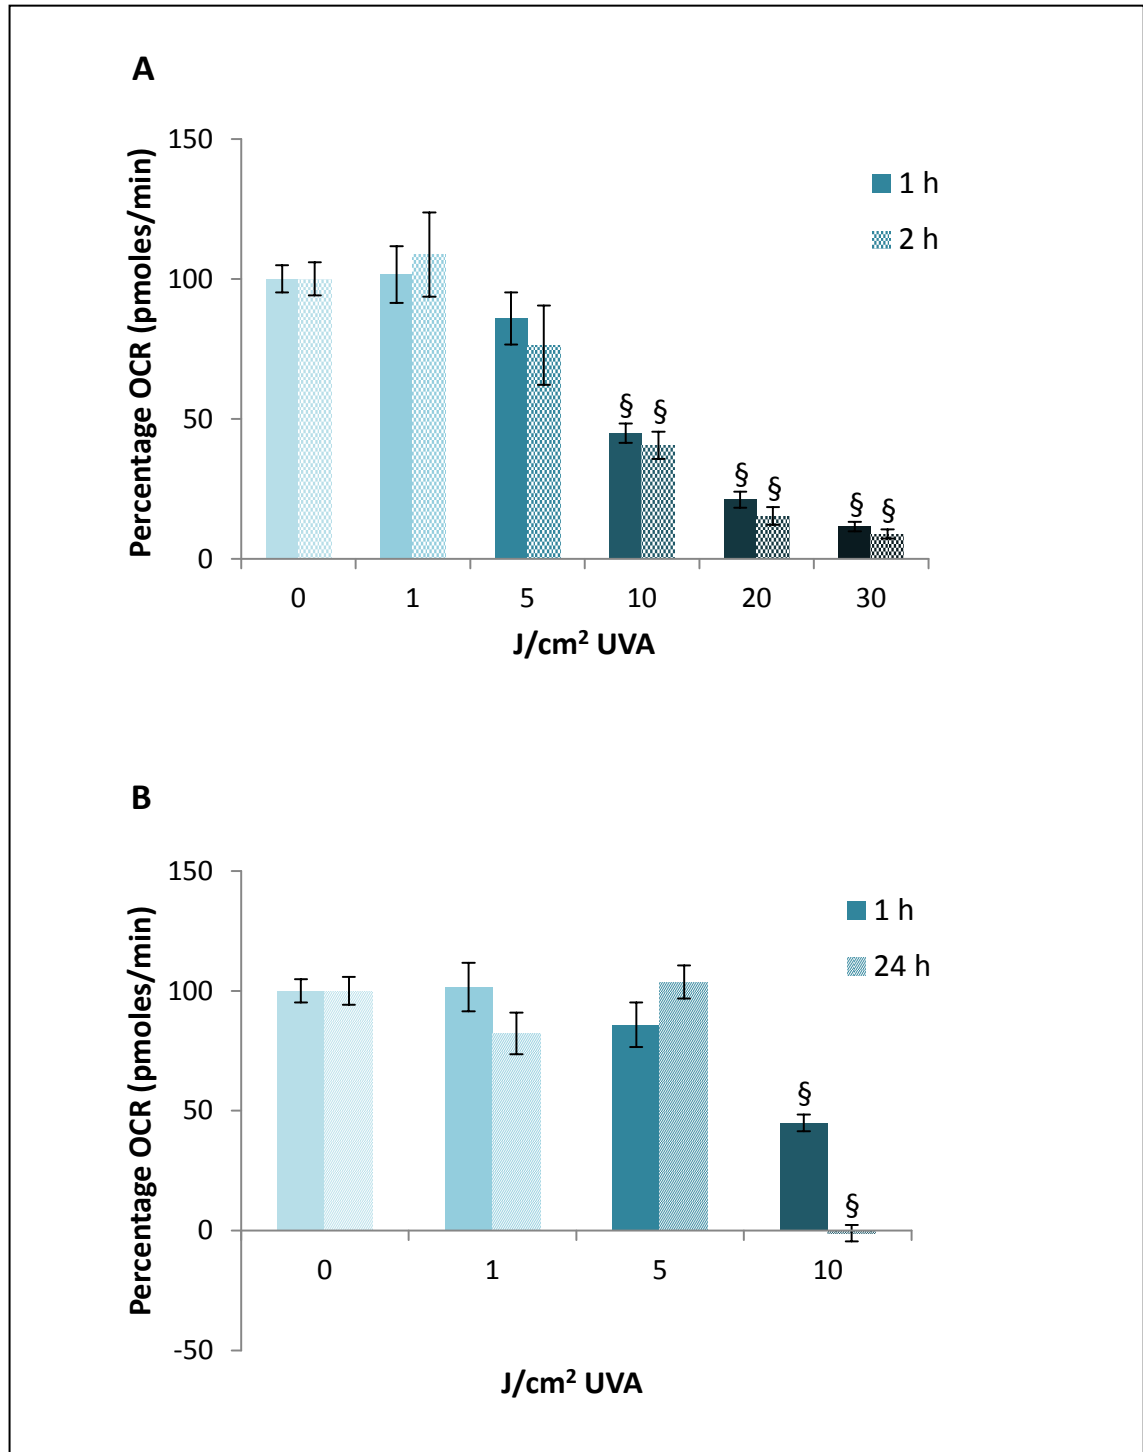 A
Percentage OCR (pmoles/min)
150
100
50
0
1 h
2 h
§ §
§ §
§ §
0 1 5 10 20 30
J/cm² UVA
B
Percentage OCR (pmoles/min)
150
100
50
0
-50
1 h
24 h
§
§
0 1 5 10
J/cm² UVA